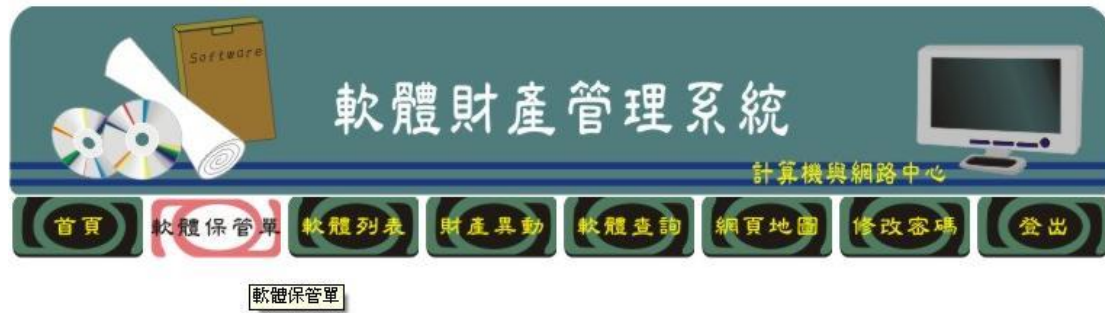 Software
軟體財產管理系統
計算機與網路中心
首頁 軟體保管單 軟體列表 財產異動 軟體查詢 網頁地圖 修改密碼 登出
軟體保管單